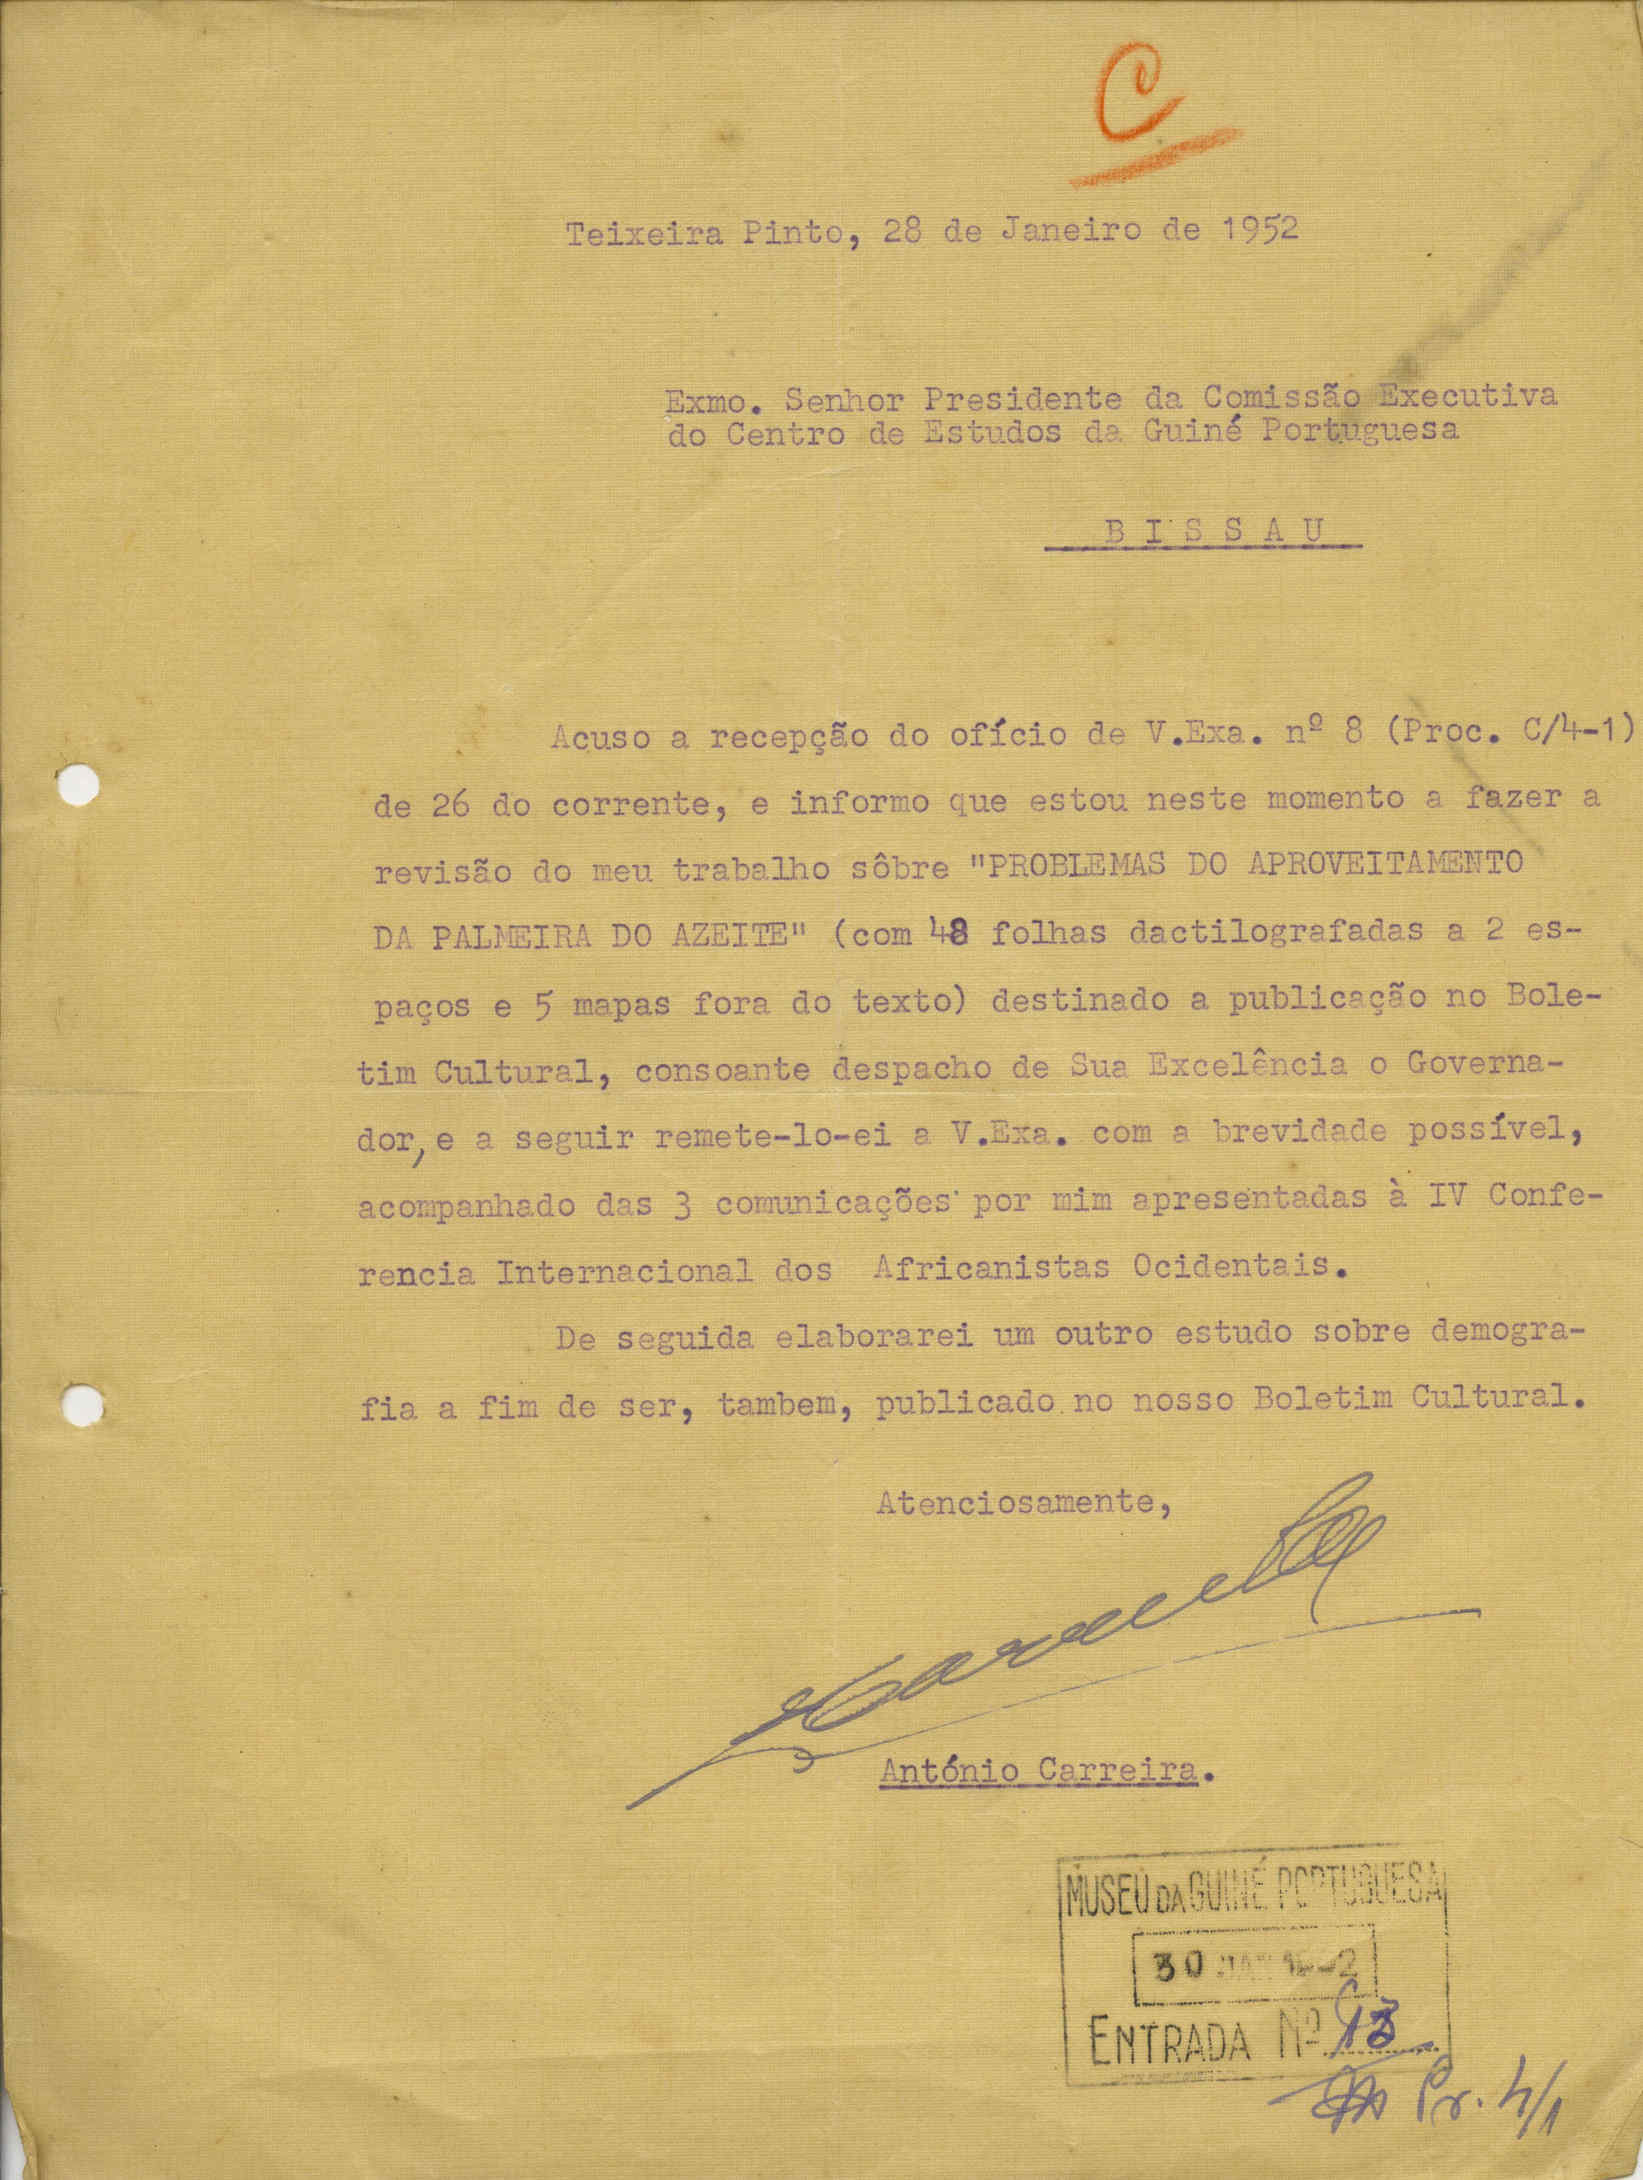 C
Teixeira Pinto, 28 de Janeiro de 1952
Exmo. Senhor Presidente da Comissão Executiva
do Centro de Estudos da Guiné Portuguesa
B I S S A U
Acuso a recepção do ofício de V.Exa. nº 8 (Proc. C/4-1)
de 26 do corrente, e informo que estou neste momento a fazer a
revisão do meu trabalho sôbre "PROBLEMAS DO APROVEITAMENTO
DA PALMEIRA DO AZEITE" (com 48 folhas dactilografadas a 2 es-
paços e 5 mapas fora do texto) destinado a publicação no Bole-
tim Cultural, consoante despacho de Sua Excelência o Governa-
dor, e a seguir remete-lo-ei a V.Exa. com a brevidade possível,
acompanhado das 3 comunicações por mim apresentadas à IV Confe-
rencia Internacional dos Africanistas Ocidentais.
De seguida elaborarei um outro estudo sobre demogra-
fia a fim de ser, tambem, publicado no nosso Boletim Cultural.
Atenciosamente,
António Carreira.
MUSEU DA GUINÉ PORTUGUESA
30 JAN 1952
ENTRADA Nº 13
Pr. 4/1